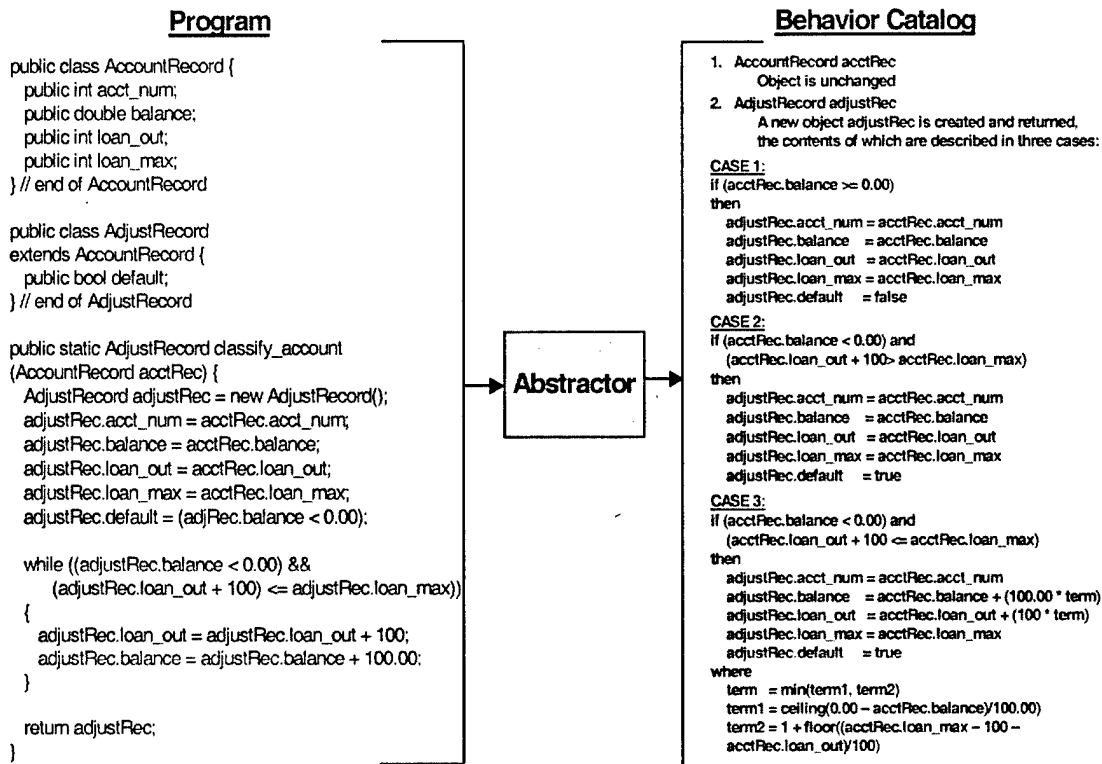 Program
public class AccountRecord {
public int acct_num;
public double balance;
public int loan_out;
public int loan_max;
} // end of AccountRecord
public class AdjustRecord
extends AccountRecord {
public bool default;
} // end of AdjustRecord
public static AdjustRecord classify_account
(AccountRecord acctRec) {
AdjustRecord adjustRec = new AdjustRecord();
adjustRec.acct_num = acctRec.acct_num;
adjustRec.balance = acctRec.balance;
adjustRec.loan_out = acctRec.loan_out;
adjustRec.loan_max = acctRec.loan_max;
adjustRec.default = (adjRec.balance < 0.00);
while ((adjustRec.balance < 0.00) &&
(adjustRec.loan_out + 100) <= adjustRec.loan_max))
{
adjustRec.loan_out = adjustRec.loan_out + 100;
adjustRec.balance = adjustRec.balance + 100.00;
}
return adjustRec;
}
Abstractor
Behavior Catalog
1. AccountRecord acctRec
Object is unchanged
2. AdjustRecord adjustRec
A new object adjustRec is created and returned,
the contents of which are described in three cases:
CASE 1:
if (acctRec.balance >= 0.00)
then
adjustRec.acct_num = acctRec.acct_num
adjustRec.balance = acctRec.balance
adjustRec.loan_out = acctRec.loan_out
adjustRec.loan_max = acctRec.loan_max
adjustRec.default = false
CASE 2:
if (acctRec.balance < 0.00) and
(acctRec.loan_out + 100> acctRec.loan_max)
then
adjustRec.acct_num = acctRec.acct_num
adjustRec.balance = acctRec.balance
adjustRec.loan_out = acctRec.loan_out
adjustRec.loan_max = acctRec.loan_max
adjustRec.default = true
CASE 3:
if (acctRec.balance < 0.00) and
(acctRec.loan_out + 100 <= acctRec.loan_max)
then
adjustRec.acct_num = acctRec.acct_num
adjustRec.balance = acctRec.balance + (100.00 * term)
adjustRec.loan_out = acctRec.loan_out + (100 * term)
adjustRec.loan_max = acctRec.loan_max
adjustRec.default = true
where
term = min(term1, term2)
term1 = ceiling(0.00 – acctRec.balance)/100.00)
term2 = 1 + floor((acctRec.loan_max – 100 –
acctRec.loan_out)/100)